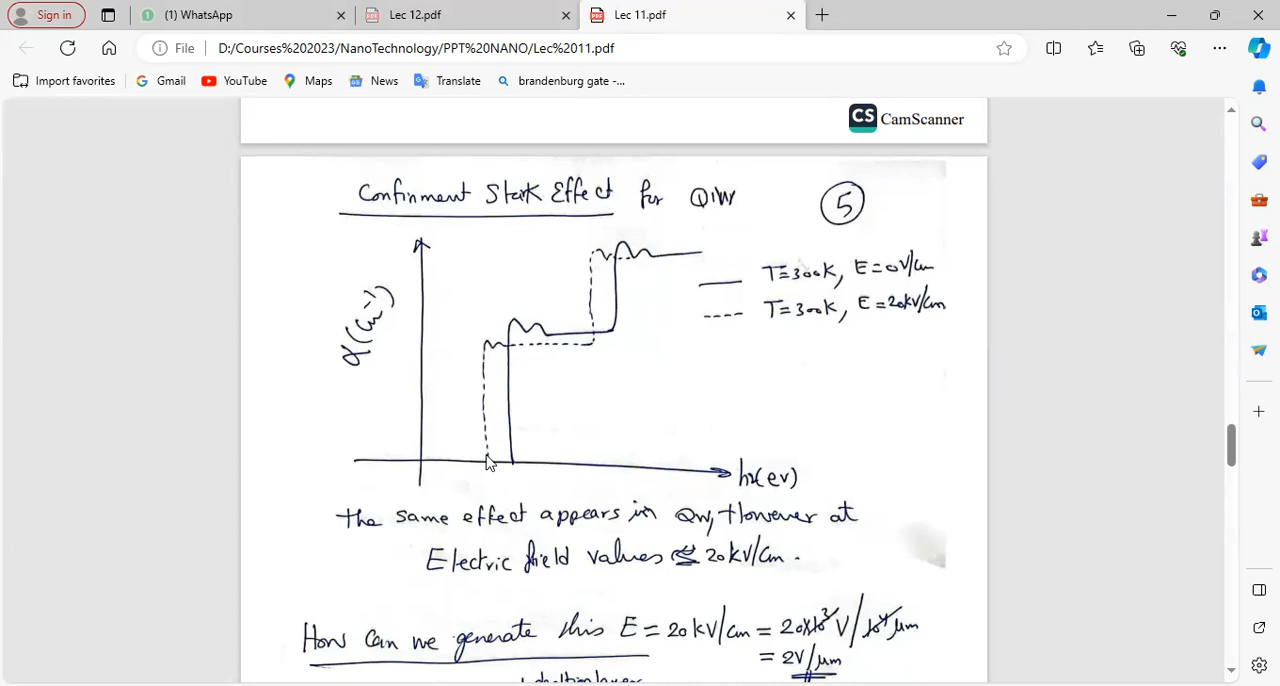 Sign in
(1) WhatsApp
Lec 12.pdf
Lec 11.pdf
File
D:/Courses%202023/NanoTechnology/PPT%20NANO/Lec%2011.pdf
Import favorites
Gmail
YouTube
Maps
News
Translate
brandenburg gate -...
CS CamScanner
Confinment Stark Effect for QW
5
α(cm⁻¹)
T=300K, E=0V/cm
T=300K, E=20kV/cm
hν(ev)
the same effect appears in QW, However at
Electric field values ≤ 20kV/cm.
How Can we generate this E = 20kV/cm = 20x10³V/10⁴μm
= 2V/μm